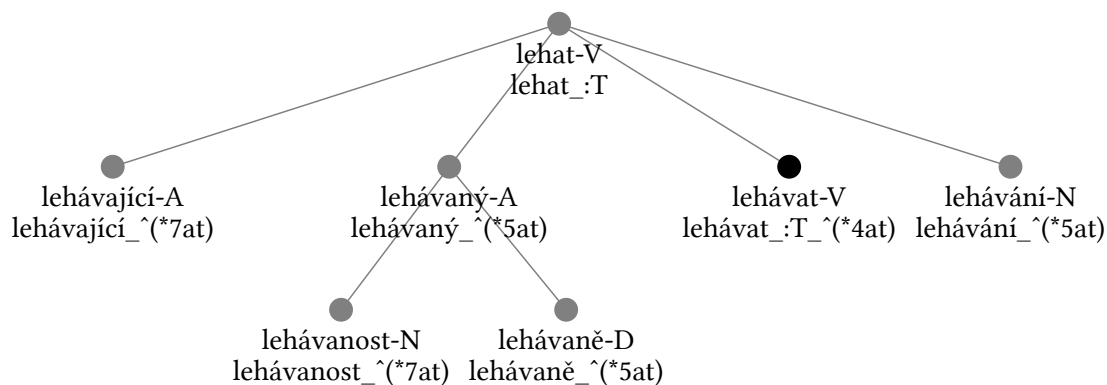 lehat-V
lehat_:T
lehávající-A
lehávající_^(*7at)
lehávaný-A
lehávaný_^(*5at)
lehávat-V
lehávat_:T_^(*4at)
lehávání-N
lehávání_^(*5at)
lehávanost-N
lehávanost_^(*7at)
lehávaně-D
lehávaně_^(*5at)